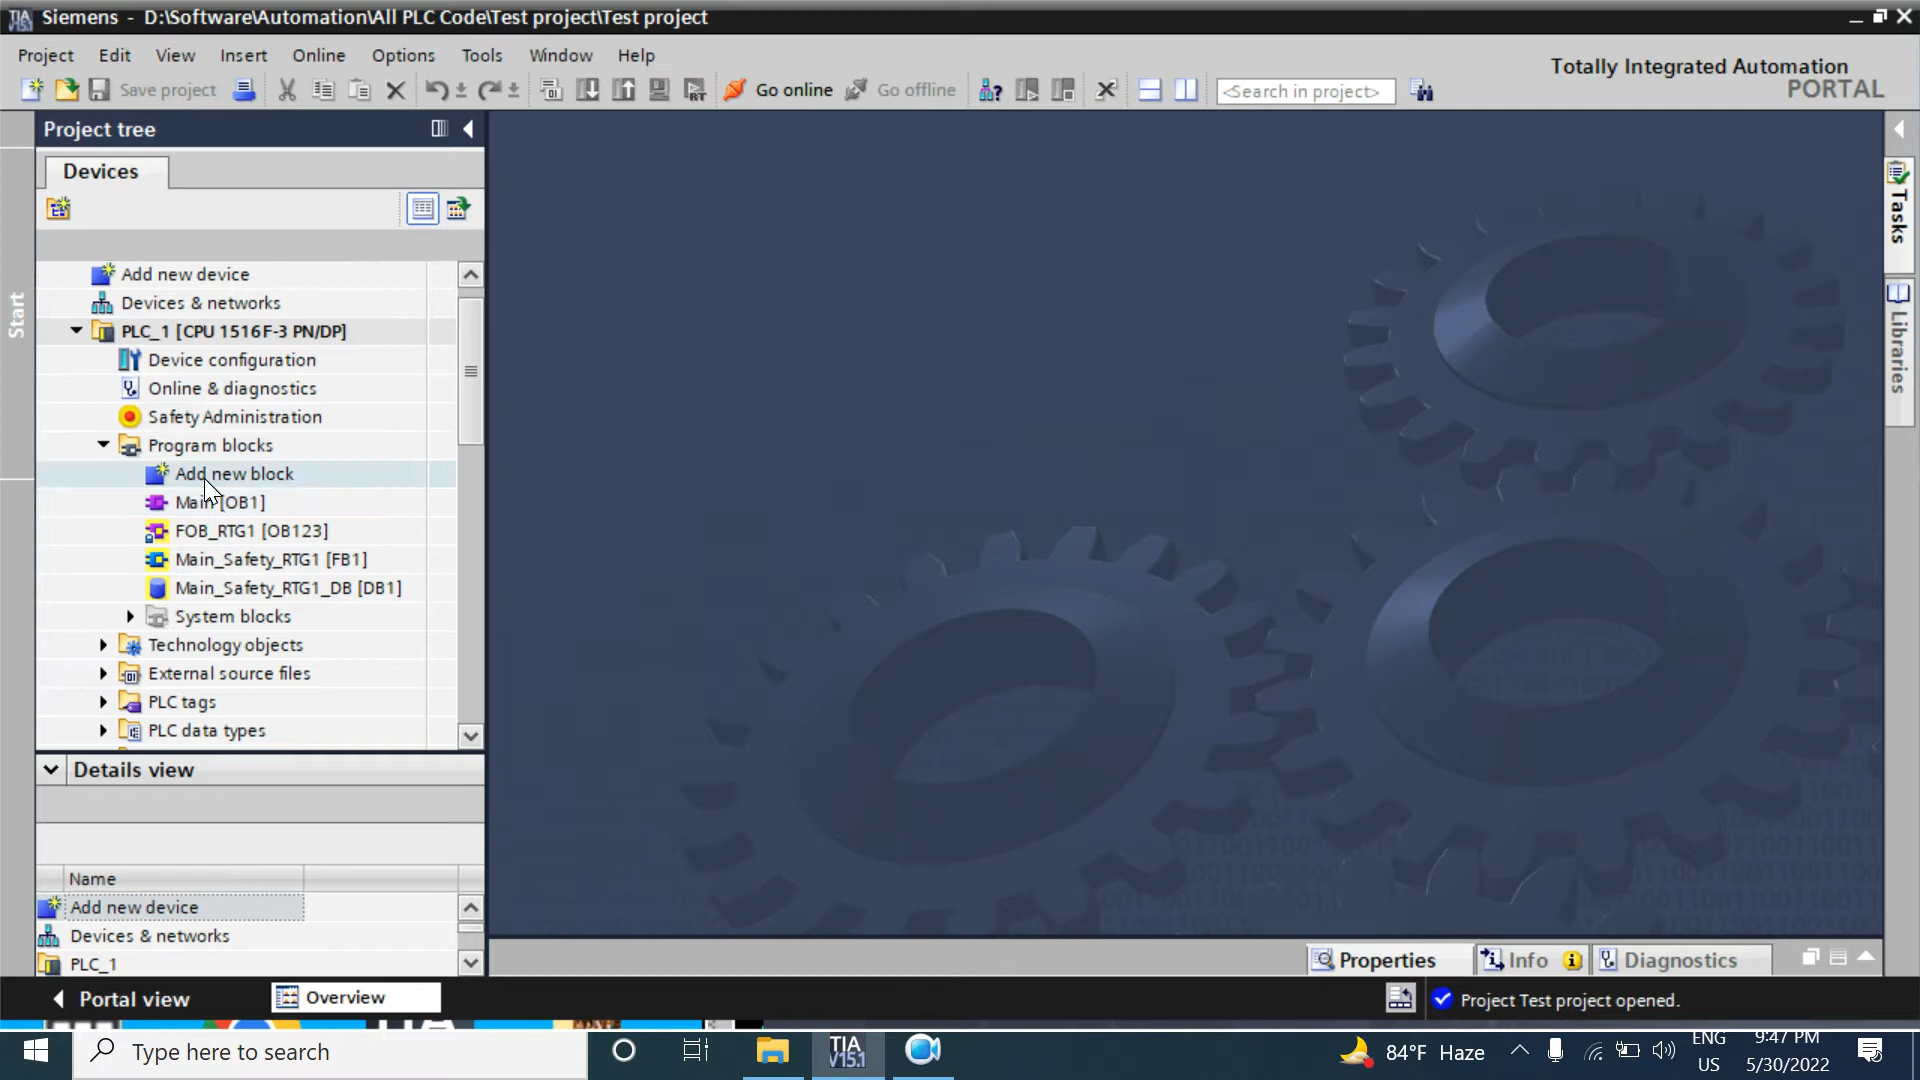 Siemens - D:\Software\Automation\All PLC Code\Test project\Test project
Project Edit View Insert Online Options Tools Window Help
Totally Integrated Automation
PORTAL
Save project
Go online
Go offline
<Search in project>
Project tree
Devices
Start
Add new device
Devices & networks
PLC_1 [CPU 1516F-3 PN/DP]
Device configuration
Online & diagnostics
Safety Administration
Program blocks
Add new block
Main [OB1]
FOB_RTG1 [OB123]
Main_Safety_RTG1 [FB1]
Main_Safety_RTG1_DB [DB1]
System blocks
Technology objects
External source files
PLC tags
PLC data types
Details view
Name
Add new device
Devices & networks
PLC_1
Tasks
Libraries
Properties
Info
Diagnostics
Portal view
Overview
Project Test project opened.
Type here to search
TIA
V15.1
84°F Haze
ENG
US
9:47 PM
5/30/2022